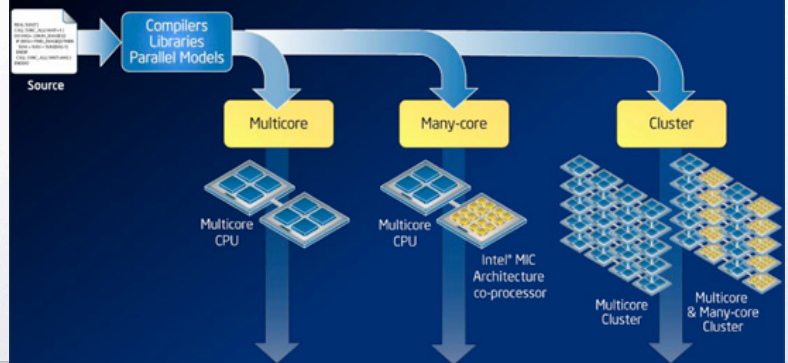 Compilers
Libraries
Parallel Models
Source
Multicore
Many-core
Cluster
Multicore
CPU
Multicore
CPU
Intel® MIC
Architecture
co-processor
Multicore
Cluster
Multicore
& Many-core
Cluster